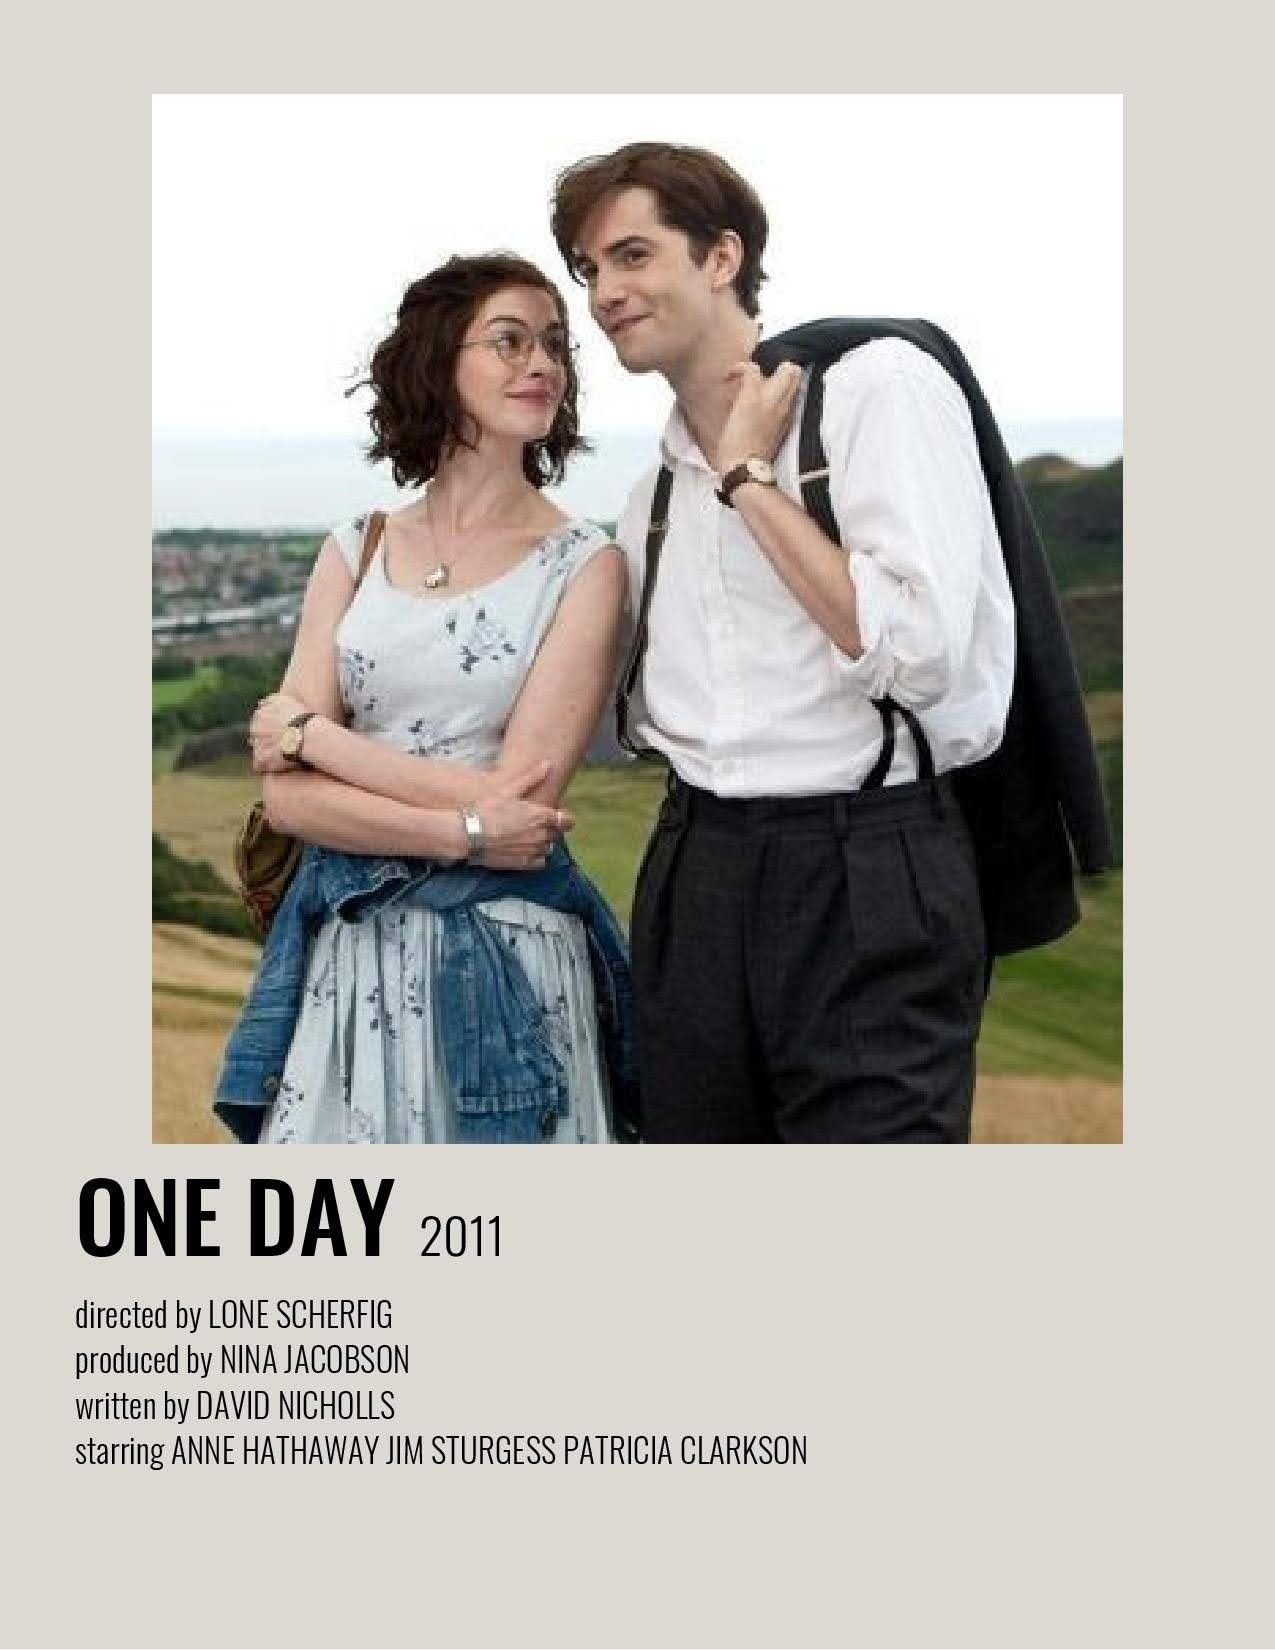 ONE DAY 2011
directed by LONE SCHERFIG
produced by NINA JACOBSON
written by DAVID NICHOLLS
starring ANNE HATHAWAY JIM STURGESS PATRICIA CLARKSON